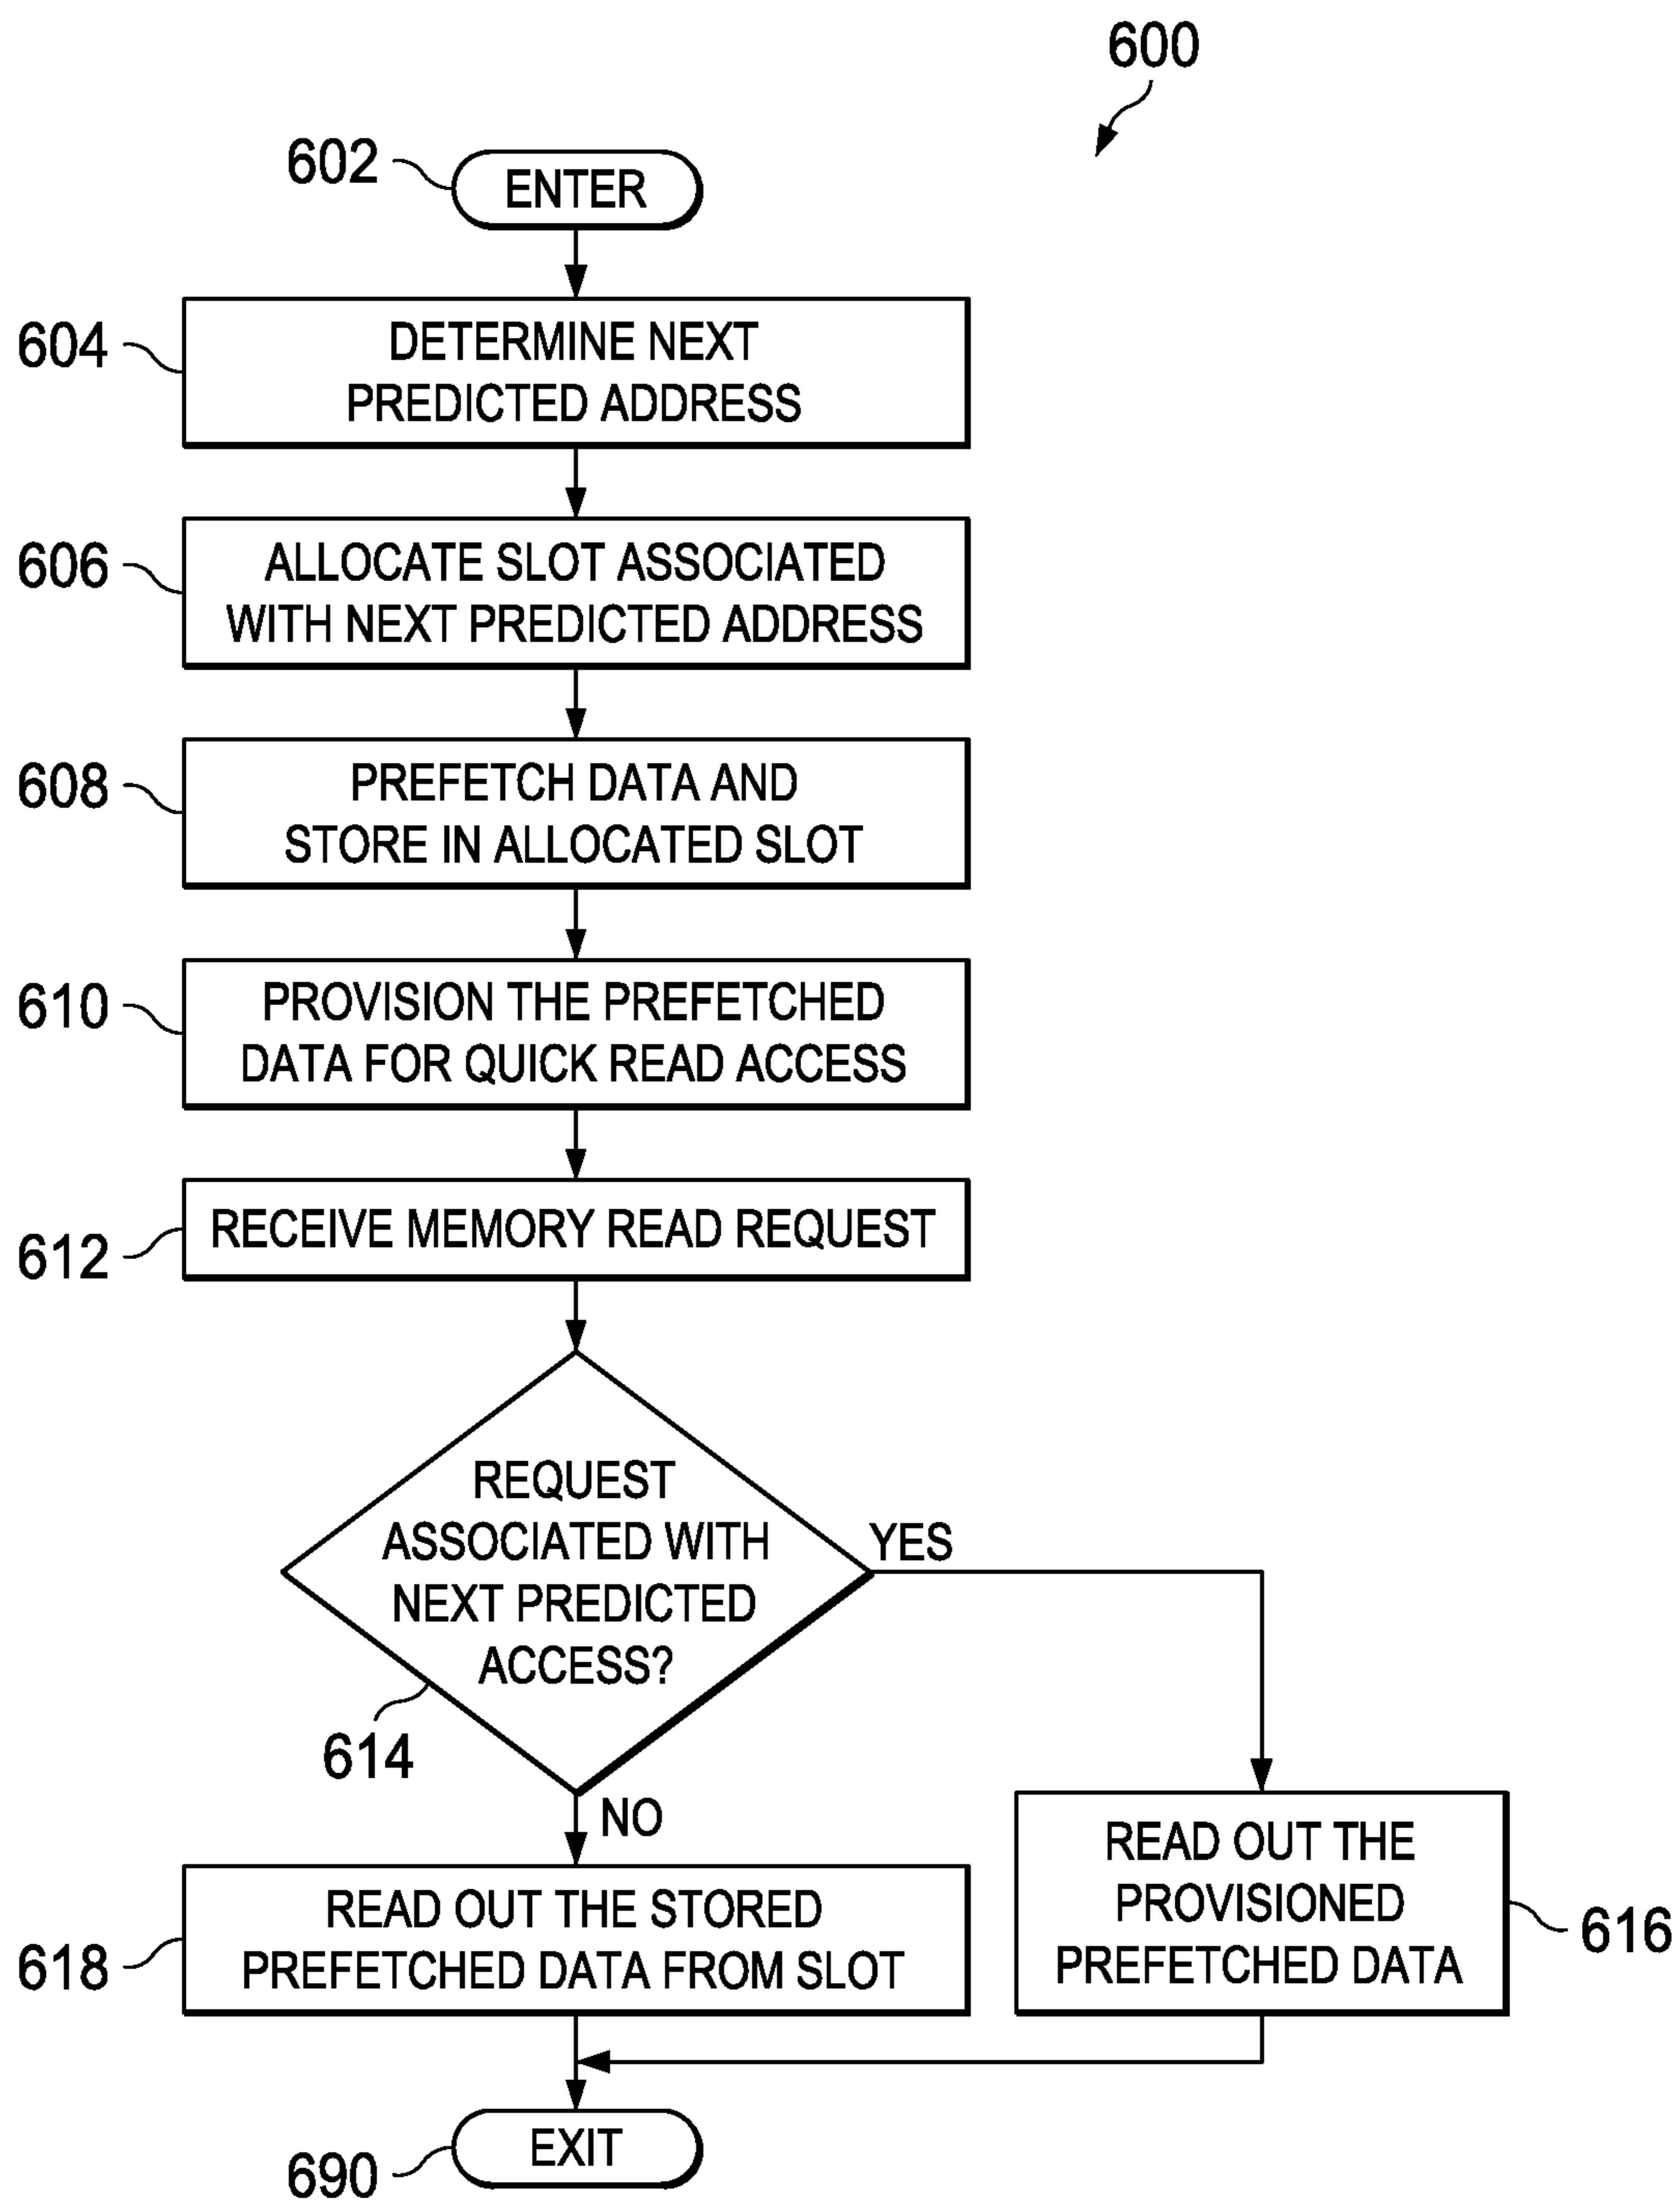 600
602
ENTER
604
DETERMINE NEXT
PREDICTED ADDRESS
606
ALLOCATE SLOT ASSOCIATED
WITH NEXT PREDICTED ADDRESS
608
PREFETCH DATA AND
STORE IN ALLOCATED SLOT
610
PROVISION THE PREFETCHED
DATA FOR QUICK READ ACCESS
612
RECEIVE MEMORY READ REQUEST
REQUEST
ASSOCIATED WITH
NEXT PREDICTED
ACCESS?
YES
614
NO
READ OUT THE
PROVISIONED
PREFETCHED DATA
616
618
READ OUT THE STORED
PREFETCHED DATA FROM SLOT
690
EXIT